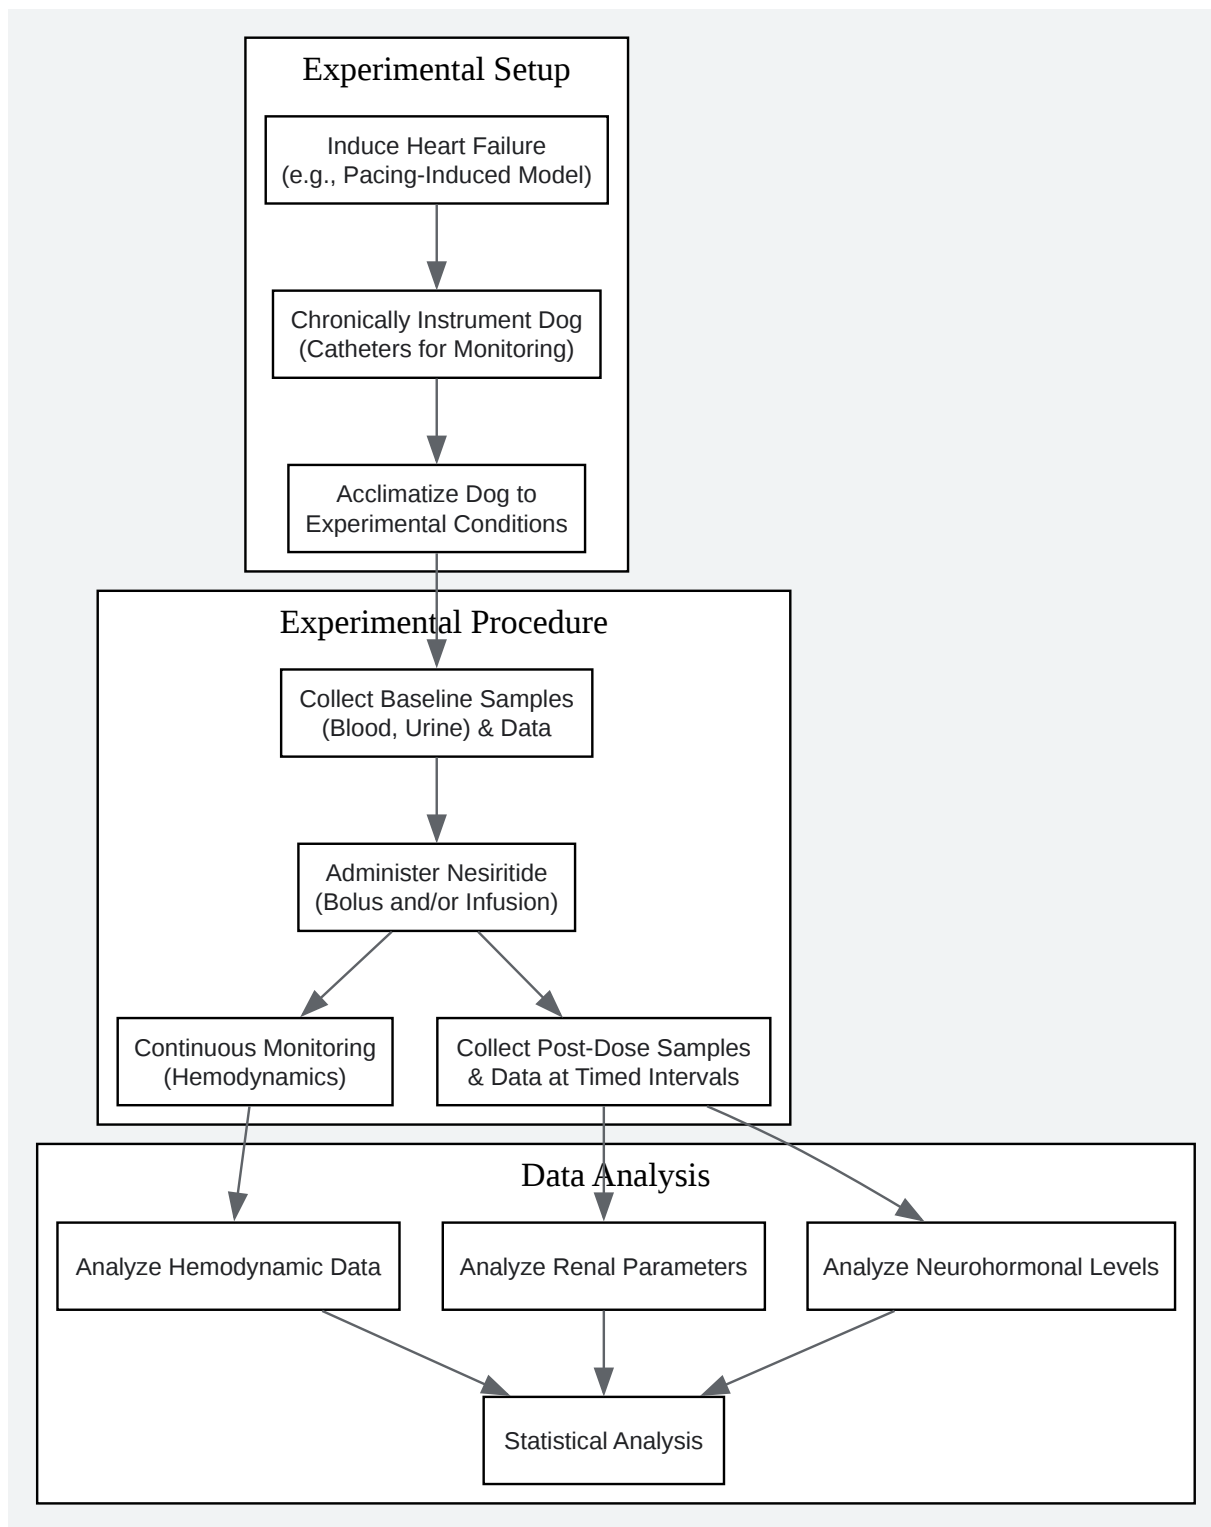 Experimental Setup
Induce Heart Failure
(e.g., Pacing-Induced Model)
Chronically Instrument Dog
(Catheters for Monitoring)
Acclimatize Dog to
Experimental Conditions
Experimental Procedure
Collect Baseline Samples
(Blood, Urine) & Data
Administer Nesiritide
(Bolus and/or Infusion)
Continuous Monitoring
(Hemodynamics)
Collect Post-Dose Samples
& Data at Timed Intervals
Data Analysis
Analyze Hemodynamic Data
Analyze Renal Parameters
Analyze Neurohormonal Levels
Statistical Analysis